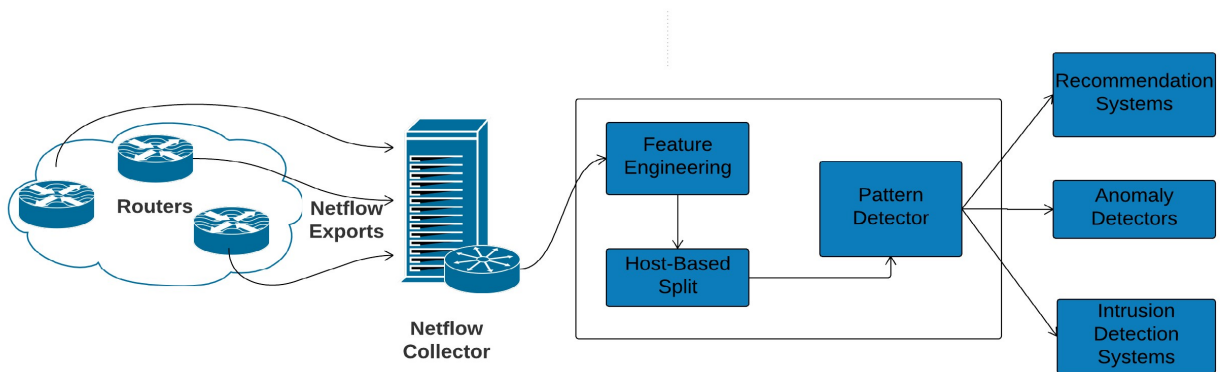 Routers
Netflow
Exports
Netflow
Collector
Feature
Engineering
Host-Based
Split
Pattern
Detector
Recommendation
Systems
Anomaly
Detectors
Intrusion
Detection
Systems